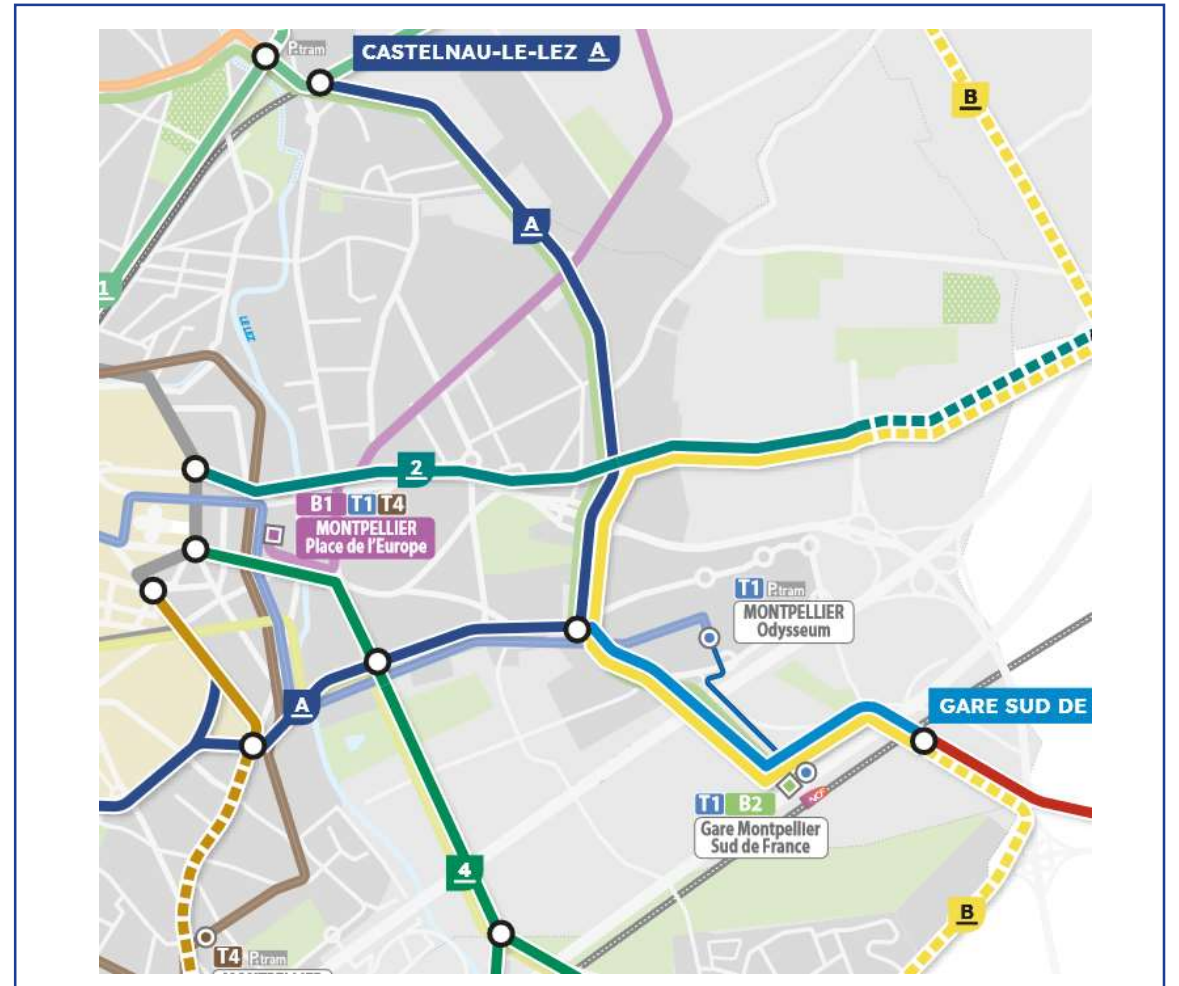 P.tram
CASTELNAU-LE-LEZ A
B
A
1
LE LEZ
2
B1 T1 T4
MONTPELLIER
Place de l'Europe
T1 P.tram
MONTPELLIER
Odysseum
A
GARE SUD DE
T1 B2
Gare Montpellier
Sud de France
4
B
T4 P.tram